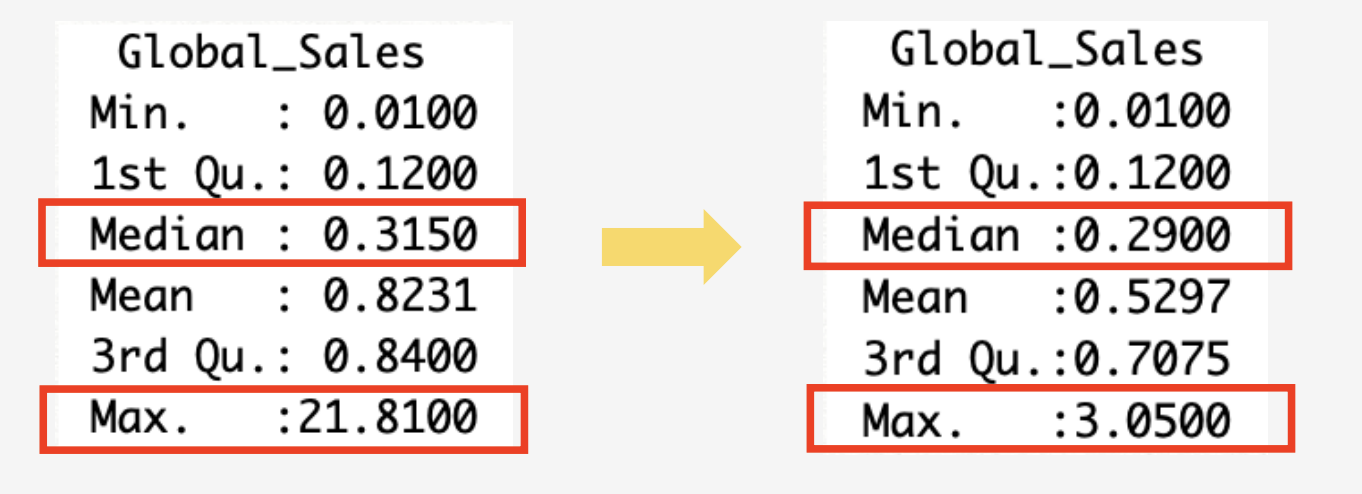 Global_Sales
Min.   : 0.0100
1st Qu.: 0.1200
Median : 0.3150
Mean   : 0.8231
3rd Qu.: 0.8400
Max.   :21.8100
Global_Sales
Min.   :0.0100
1st Qu.:0.1200
Median :0.2900
Mean   :0.5297
3rd Qu.:0.7075
Max.   :3.0500